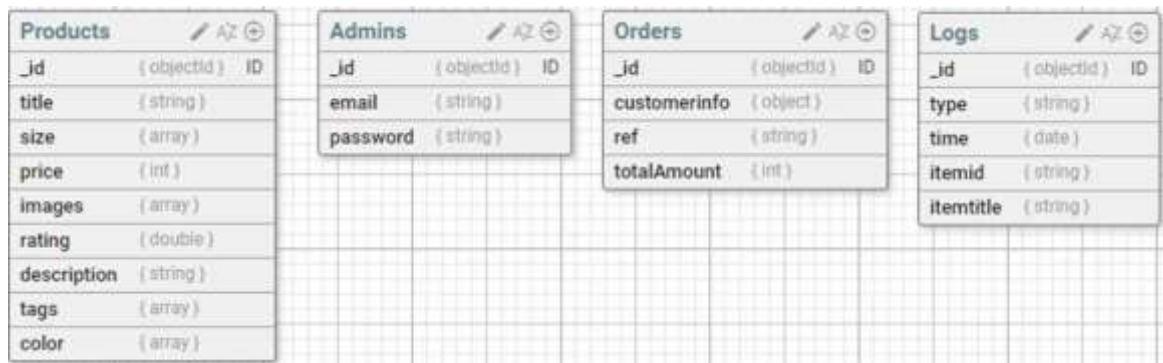 Products
_id { objectId } ID
title { string }
size { array }
price { int }
images { array }
rating { double }
description { string }
tags { array }
color { array }
Admins
_id { objectId } ID
email { string }
password { string }
Orders
_id { objectId } ID
customerinfo { object }
ref { string }
totalAmount { int }
Logs
_id { objectId } ID
type { string }
time { date }
itemid { string }
itemtitle { string }